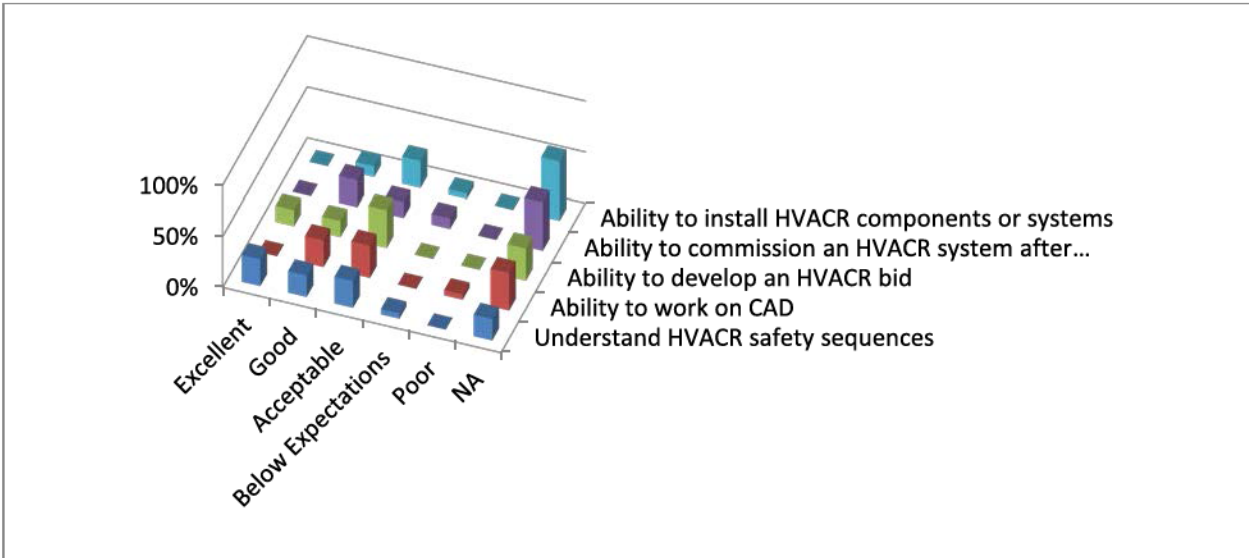 100%
50%
0%
Excellent
Good
Acceptable
Below Expectations
Poor
NA
Ability to install HVACR components or systems
Ability to commission an HVACR system after…
Ability to develop an HVACR bid
Ability to work on CAD
Understand HVACR safety sequences